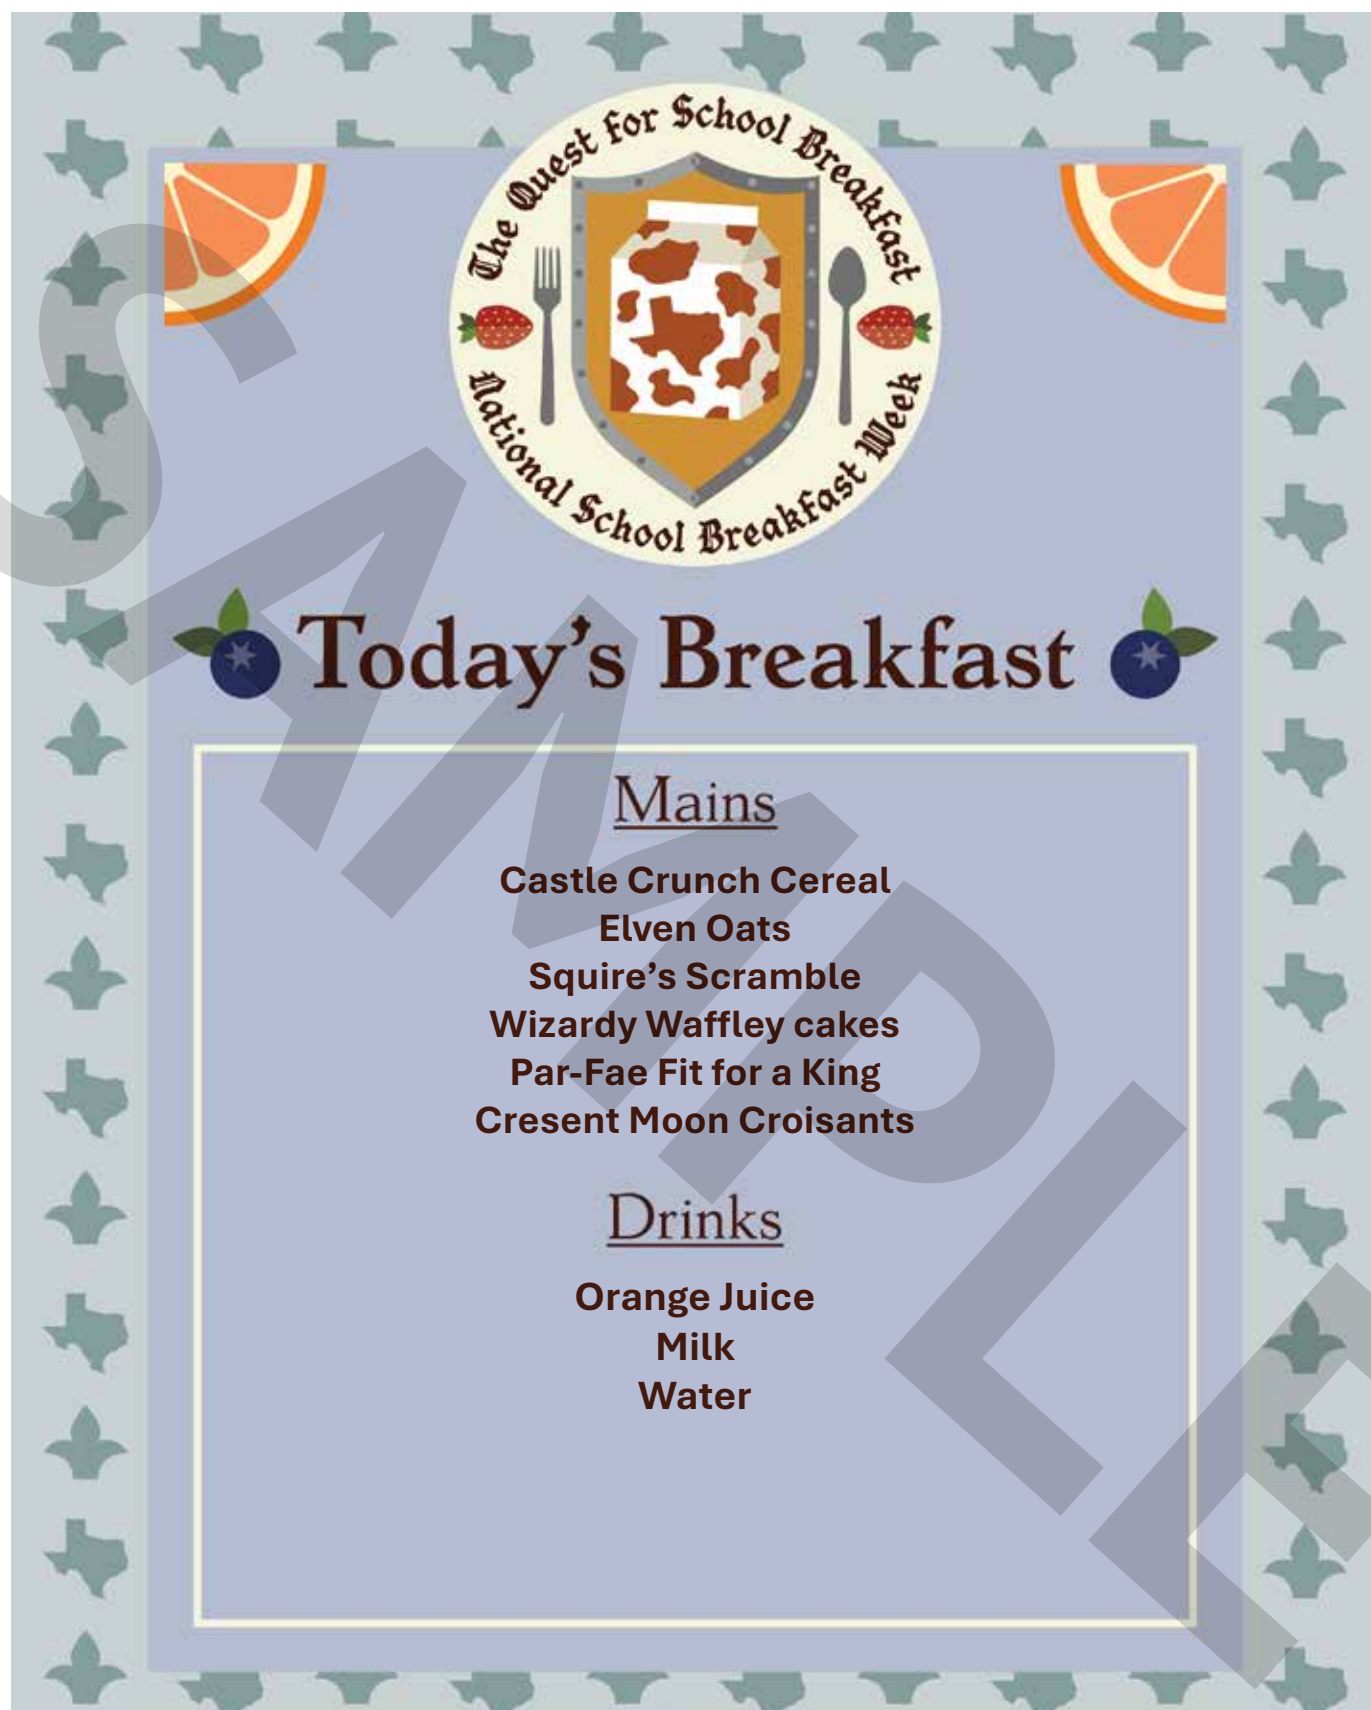 The Quest for School Breakfast
National School Breakfast Week
Today's Breakfast
Mains
Castle Crunch Cereal
Elven Oats
Squire's Scramble
Wizardy Waffley cakes
Par-Fae Fit for a King
Cresent Moon Croisants
Drinks
Orange Juice
Milk
Water
SAMPLE